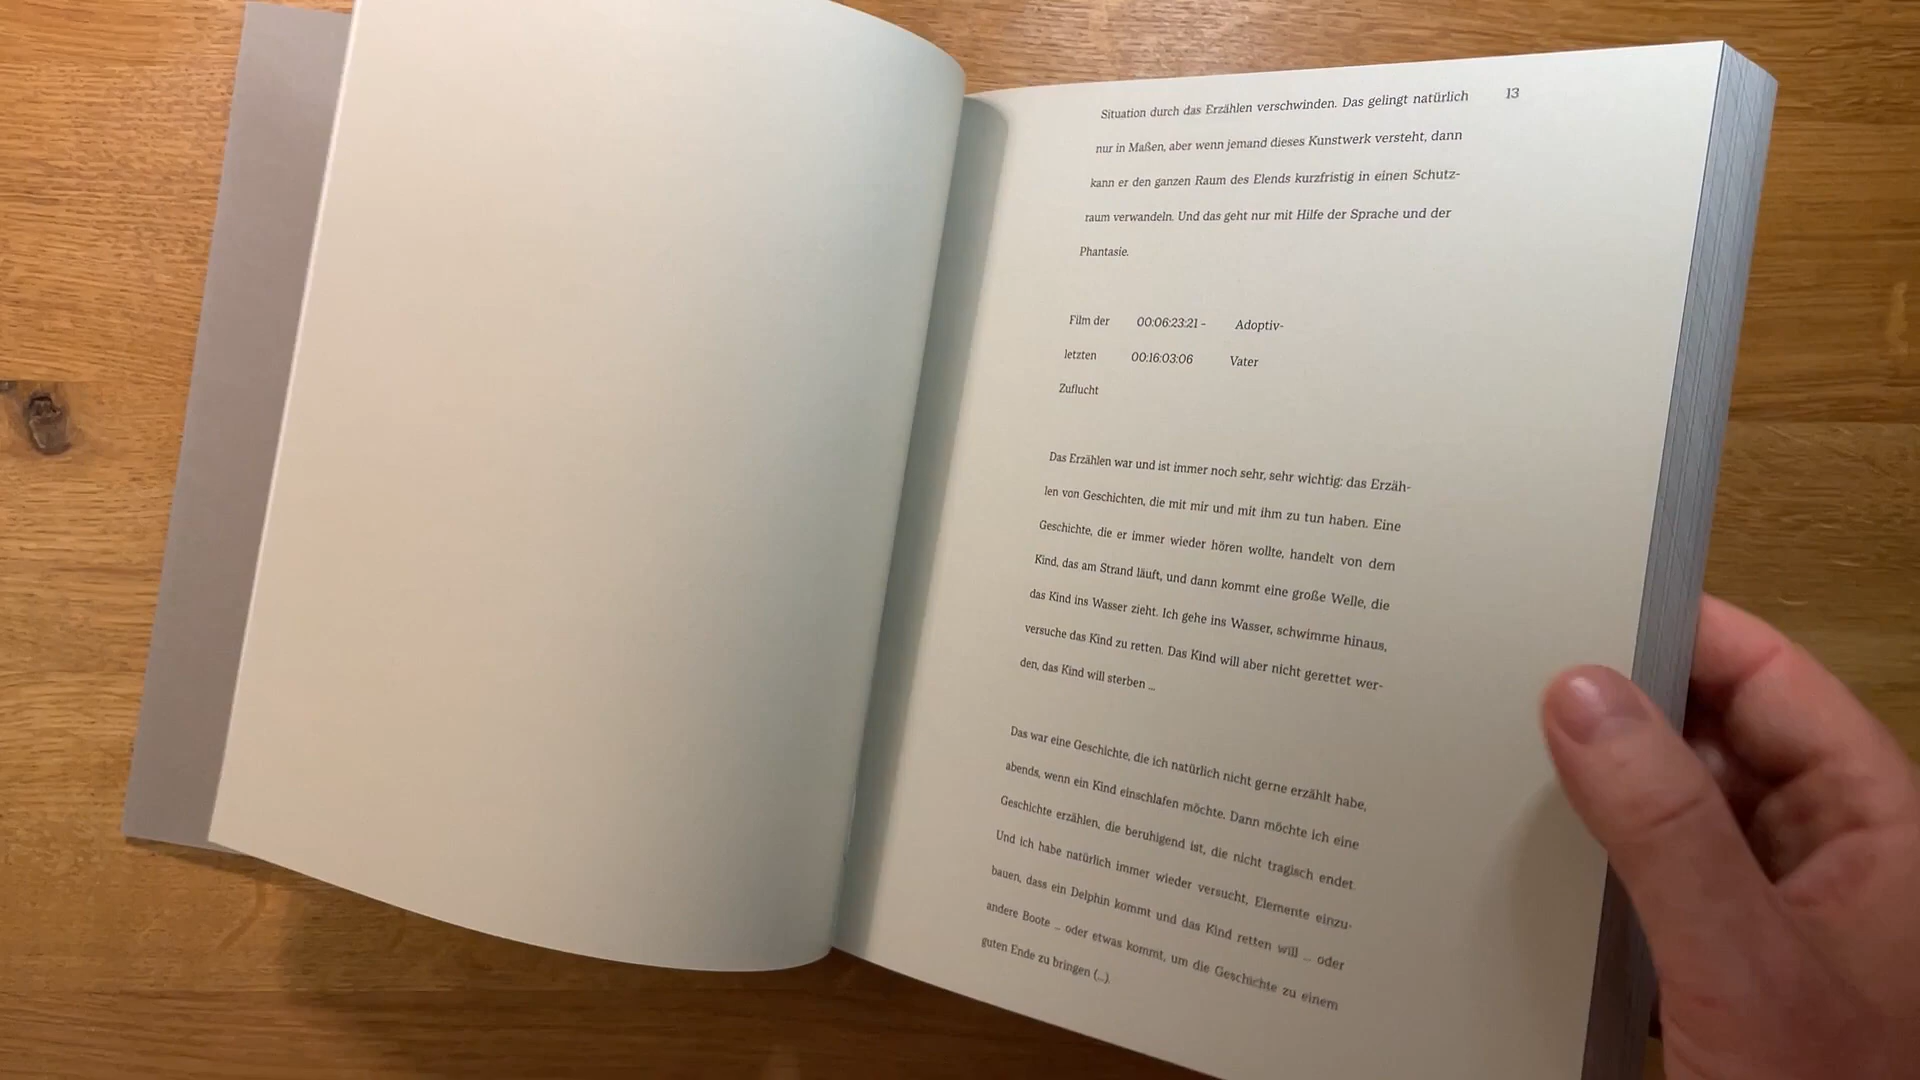 Situation durch das Erzählen verschwinden. Das gelingt natürlich 13
nur in Maßen, aber wenn jemand dieses Kunstwerk versteht, dann
kann er den ganzen Raum des Elends kurzfristig in einen Schutz-
raum verwandeln. Und das geht nur mit Hilfe der Sprache und der
Phantasie.
Film der 00:06:23:21 – Adoptiv-
letzten 00:16:03:06 Vater
Zuflucht
Das Erzählen war und ist immer noch sehr, sehr wichtig: das Erzäh-
len von Geschichten, die mit mir und mit ihm zu tun haben. Eine
Geschichte, die er immer wieder hören wollte, handelt von dem
Kind, das am Strand läuft, und dann kommt eine große Welle, die
das Kind ins Wasser zieht. Ich gehe ins Wasser, schwimme hinaus,
versuche das Kind zu retten. Das Kind will aber nicht gerettet wer-
den, das Kind will sterben ...
Das war eine Geschichte, die ich natürlich nicht gerne erzählt habe,
abends, wenn ein Kind einschlafen möchte. Dann möchte ich eine
Geschichte erzählen, die beruhigend ist, die nicht tragisch endet.
Und ich habe natürlich immer wieder versucht, Elemente einzu-
bauen, dass ein Delphin kommt und das Kind retten will ... oder
andere Boote ... oder etwas kommt, um die Geschichte zu einem
guten Ende zu bringen (...).